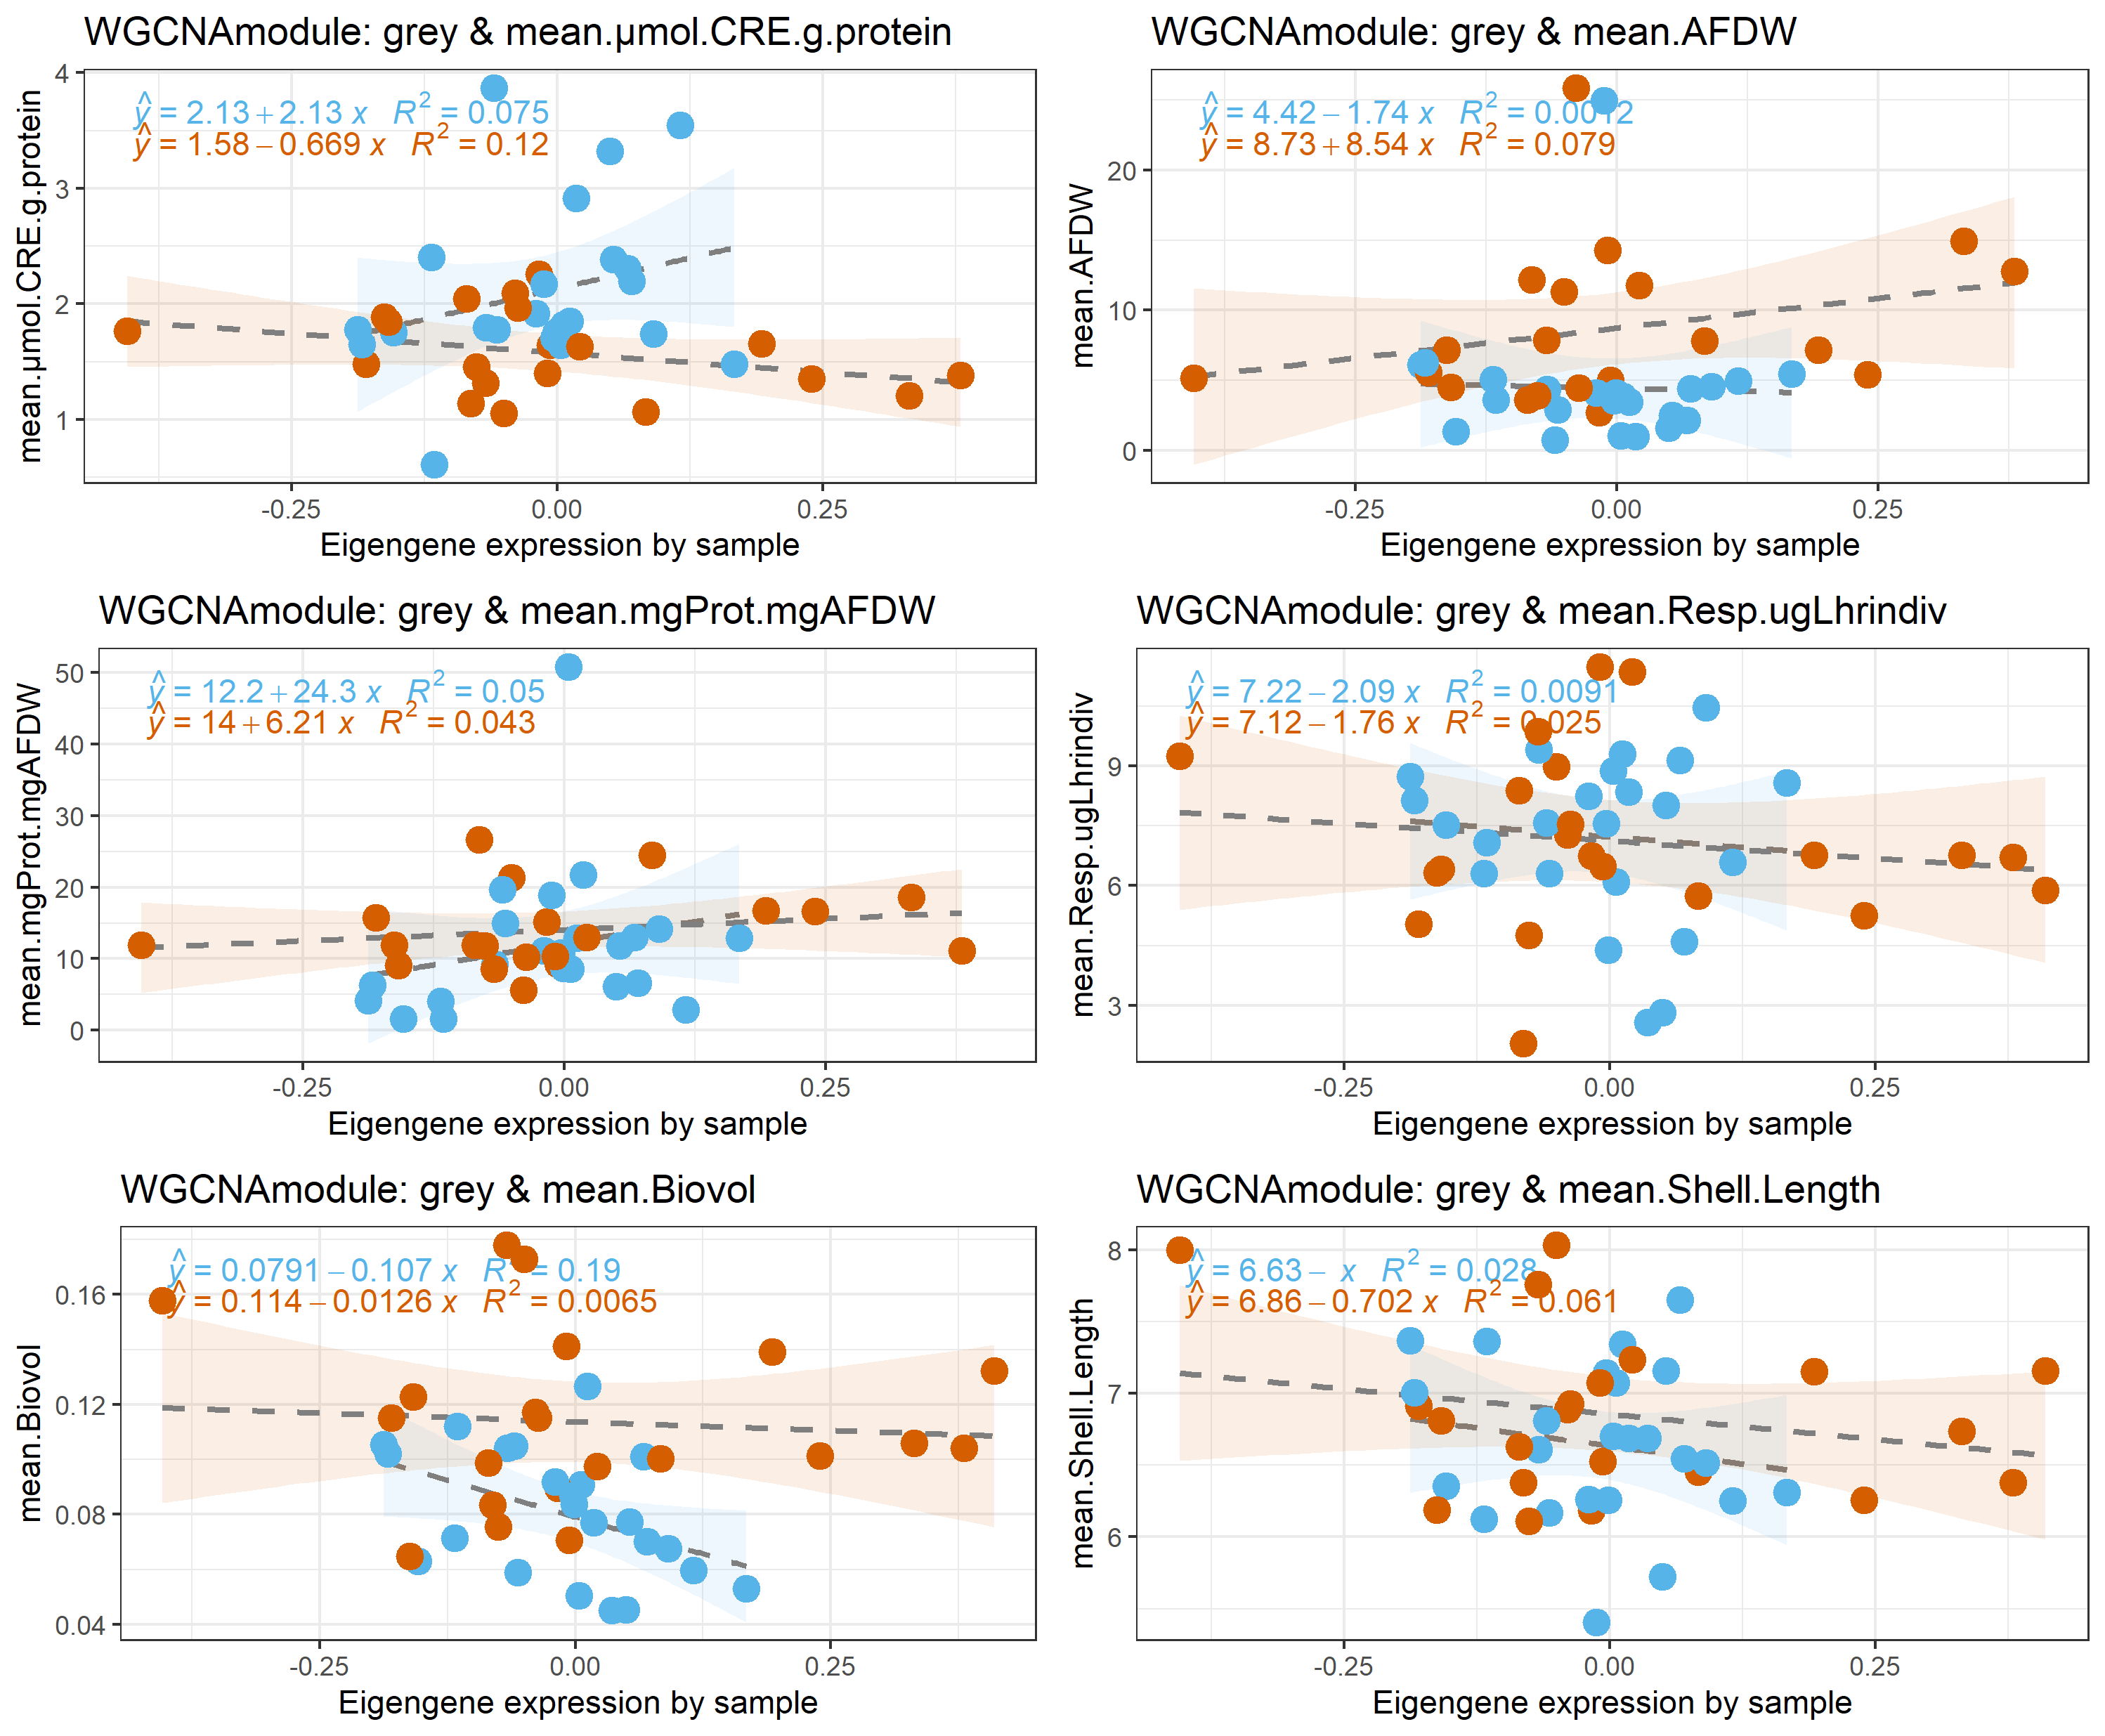 WGCNAmodule: grey & mean.µmol.CRE.g.protein
ŷ = 2.13 + 2.13 x R² = 0.075
ŷ = 1.58 − 0.669 x R² = 0.12
mean.µmol.CRE.g.protein
4
3
2
1
-0.25 0.00 0.25
Eigengene expression by sample
WGCNAmodule: grey & mean.AFDW
ŷ = 4.42 − 1.74 x R² = 0.0012
ŷ = 8.73 + 8.54 x R² = 0.079
mean.AFDW
20
10
0
-0.25 0.00 0.25
Eigengene expression by sample
WGCNAmodule: grey & mean.mgProt.mgAFDW
ŷ = 12.2 + 24.3 x R² = 0.05
ŷ = 14 + 6.21 x R² = 0.043
mean.mgProt.mgAFDW
50
40
30
20
10
0
-0.25 0.00 0.25
Eigengene expression by sample
WGCNAmodule: grey & mean.Resp.ugLhrindiv
ŷ = 7.22 − 2.09 x R² = 0.0091
ŷ = 7.12 − 1.76 x R² = 0.025
mean.Resp.ugLhrindiv
9
6
3
-0.25 0.00 0.25
Eigengene expression by sample
WGCNAmodule: grey & mean.Biovol
ŷ = 0.0791 − 0.107 x R² = 0.19
ŷ = 0.114 − 0.0126 x R² = 0.0065
mean.Biovol
0.16
0.12
0.08
0.04
-0.25 0.00 0.25
Eigengene expression by sample
WGCNAmodule: grey & mean.Shell.Length
ŷ = 6.63 − x R² = 0.028
ŷ = 6.86 − 0.702 x R² = 0.061
mean.Shell.Length
8
7
6
-0.25 0.00 0.25
Eigengene expression by sample